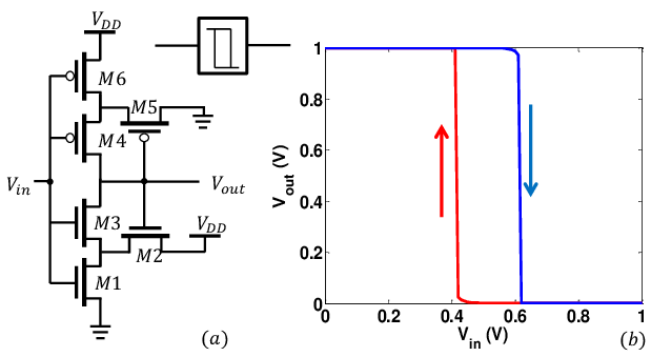 V_DD
M6
M5
M4
V_in
V_out
M3
V_DD
M2
M1
(a)
1
0.8
0.6
0.4
0.2
0
V_out (V)
0
0.2
0.4
0.6
0.8
1
V_in (V)
(b)